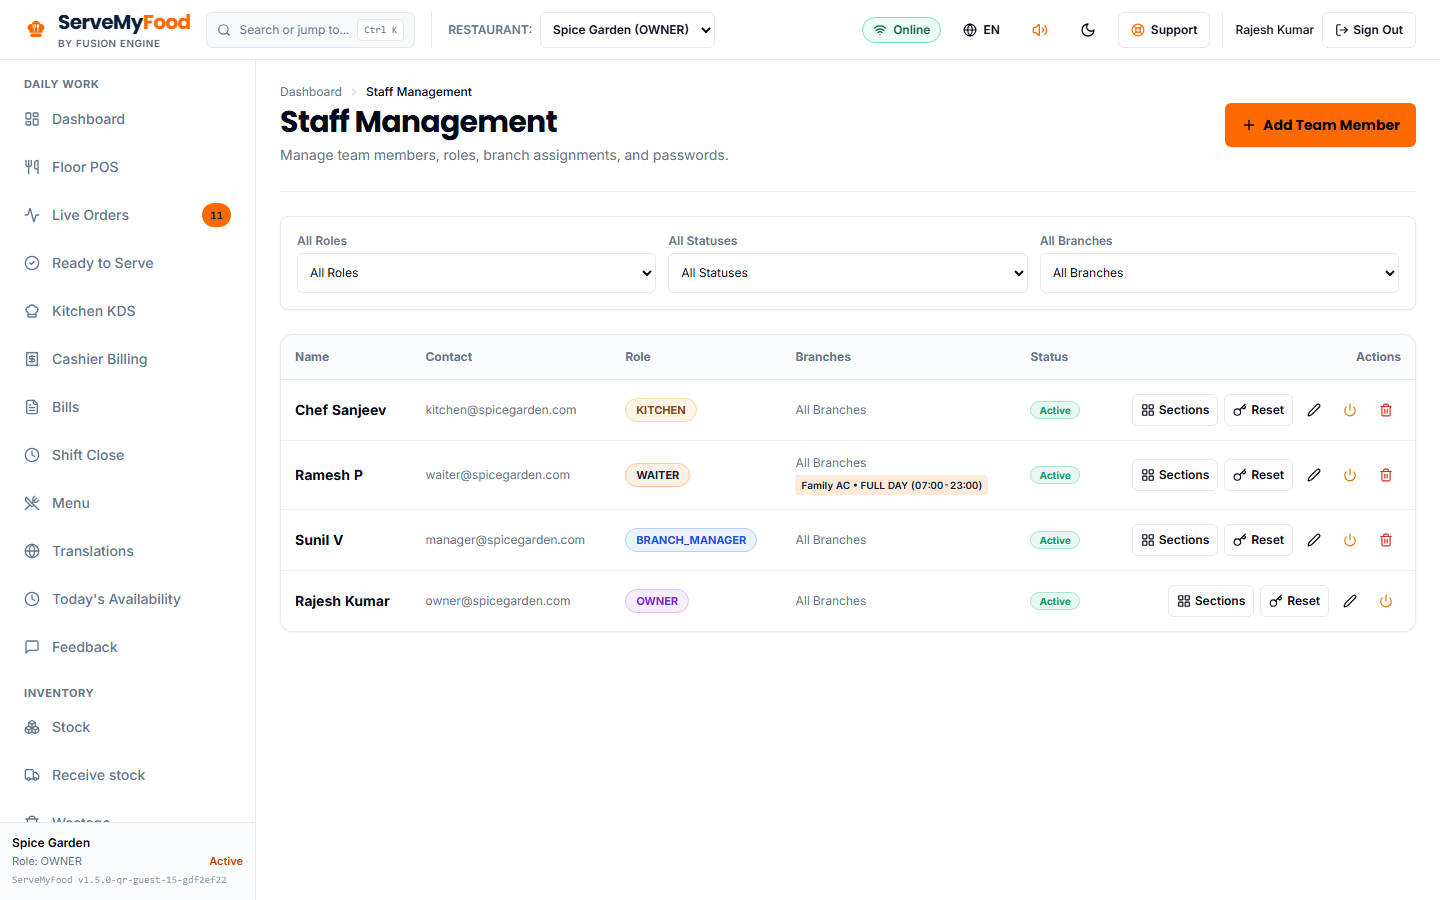 ServeMyFood
BY FUSION ENGINE
Search or jump to... Ctrl K
RESTAURANT: Spice Garden (OWNER)
Online
EN
Support
Rajesh Kumar
Sign Out
DAILY WORK
Dashboard
Floor POS
Live Orders 11
Ready to Serve
Kitchen KDS
Cashier Billing
Bills
Shift Close
Menu
Translations
Today's Availability
Feedback
INVENTORY
Stock
Receive stock
Wastage
Spice Garden
Role: OWNER Active
ServeMyFood v1.5.0-qr-guest-15-gdf2ef22
Dashboard > Staff Management
Staff Management
Manage team members, roles, branch assignments, and passwords.
+ Add Team Member
All Roles All Statuses All Branches
All Roles All Statuses All Branches
Name Contact Role Branches Status Actions
Chef Sanjeev kitchen@spicegarden.com KITCHEN All Branches Active Sections Reset
Ramesh P waiter@spicegarden.com WAITER All Branches Active Sections Reset
Family AC • FULL DAY (07:00-23:00)
Sunil V manager@spicegarden.com BRANCH_MANAGER All Branches Active Sections Reset
Rajesh Kumar owner@spicegarden.com OWNER All Branches Active Sections Reset